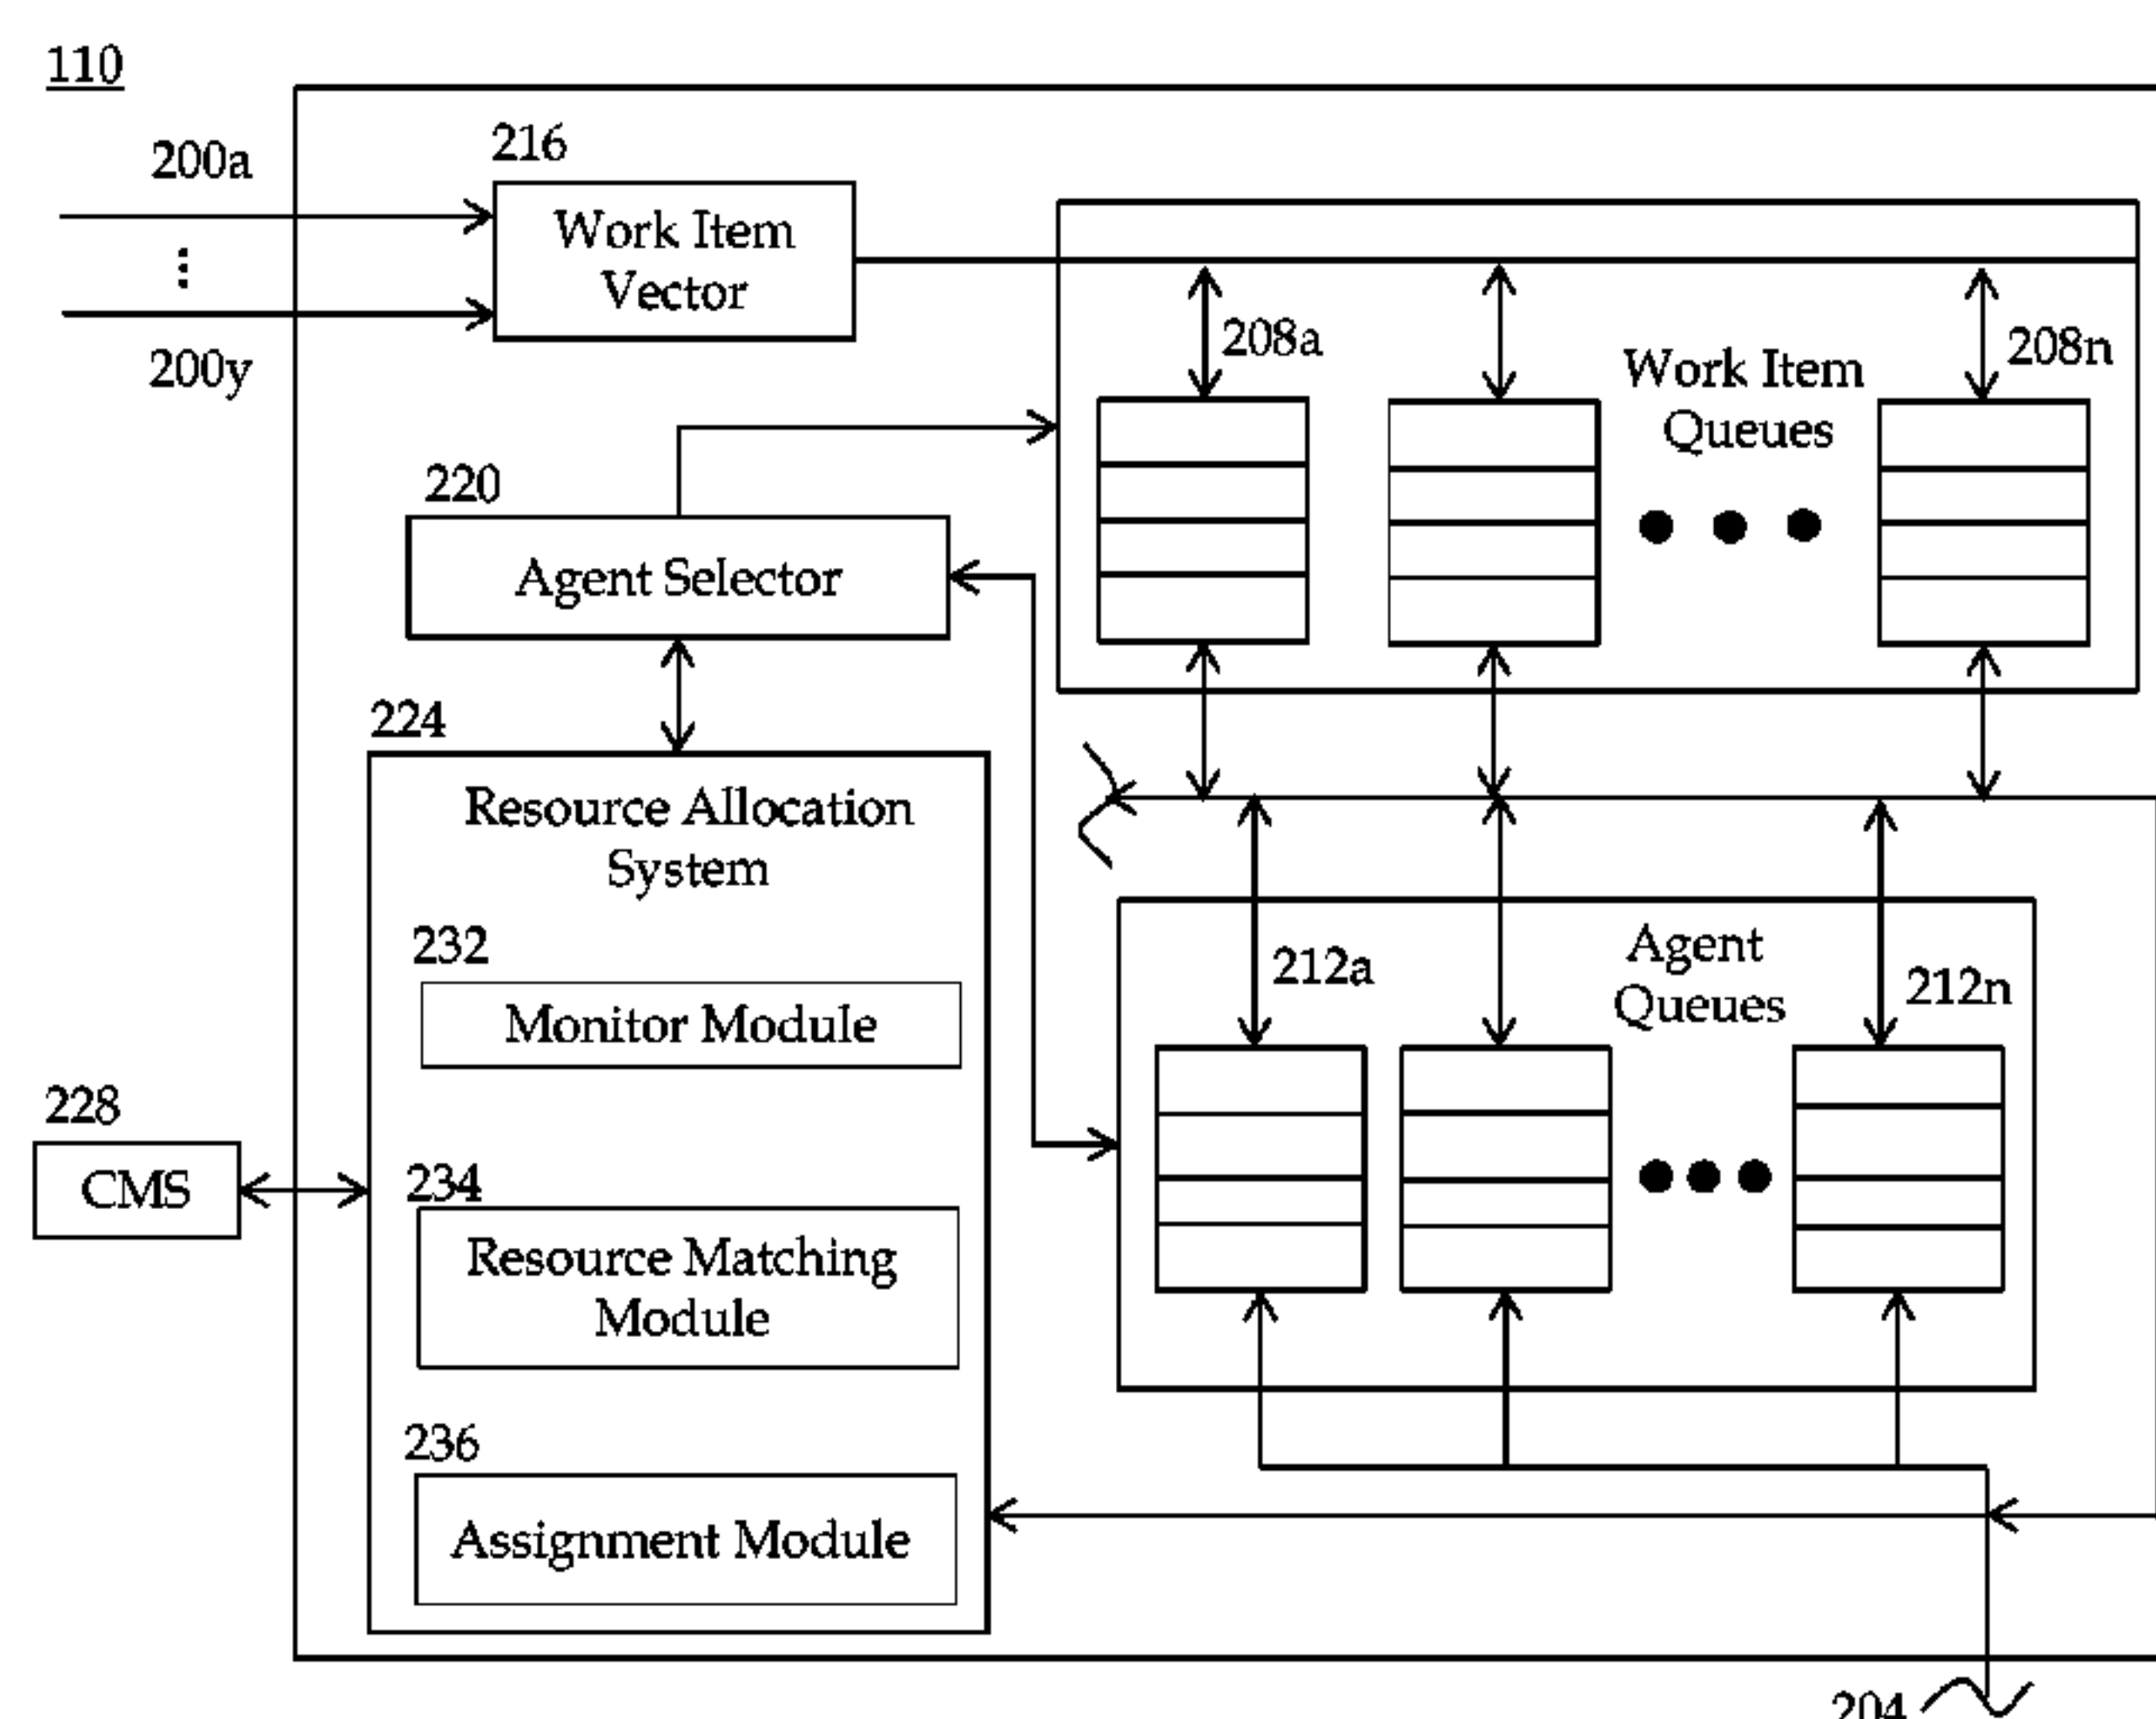 110
200a
200y
216
Work Item
Vector
208a
Work Item
Queues
208n
220
Agent Selector
224
Resource Allocation
System
232
Monitor Module
234
Resource Matching
Module
236
Assignment Module
228
CMS
212a
Agent
Queues
212n
204